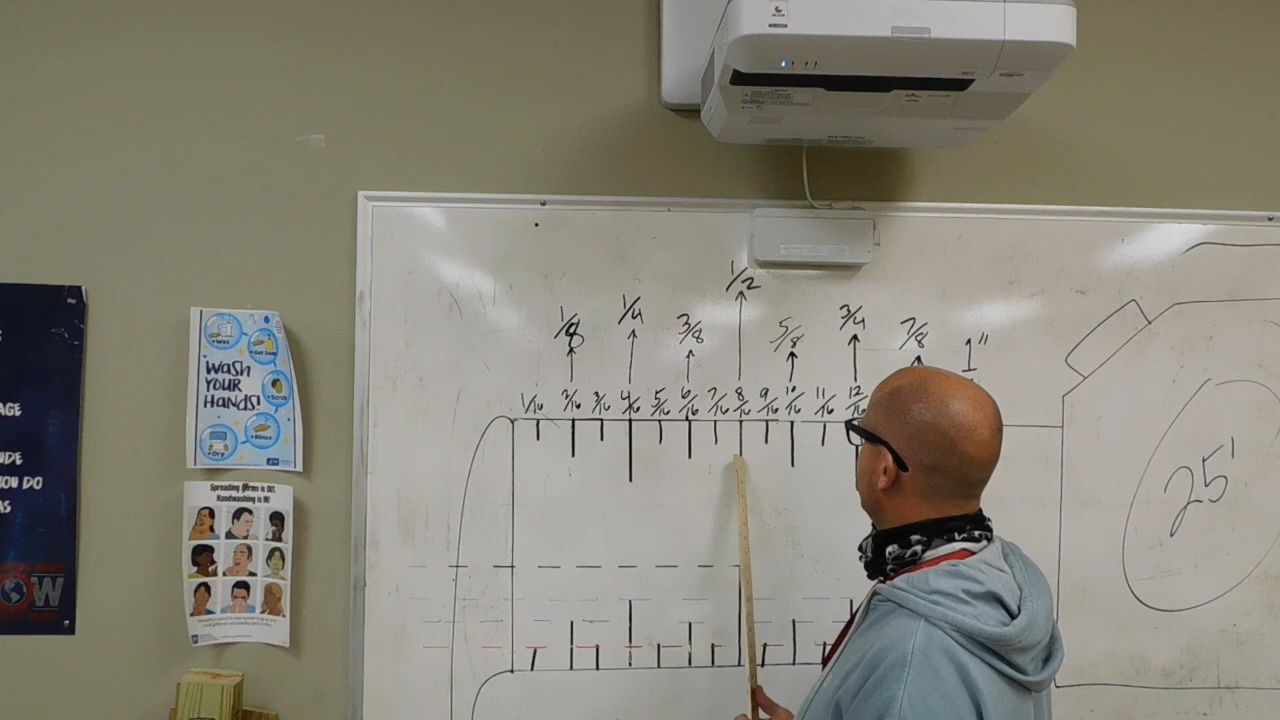 1/2
1/8 1/4 3/8 5/8 3/4 7/8 1"
1/16 2/16 3/16 4/16 5/16 6/16 7/16 8/16 9/16 10/16 11/16 12/16
25'
Wet
Get Soap
WASH
YOUR
HANDS!
Scrub
Rinse
Dry
Spreading Germs is OUT.
Handwashing is IN!
AGE
UDE
YOU DO
AS
OW